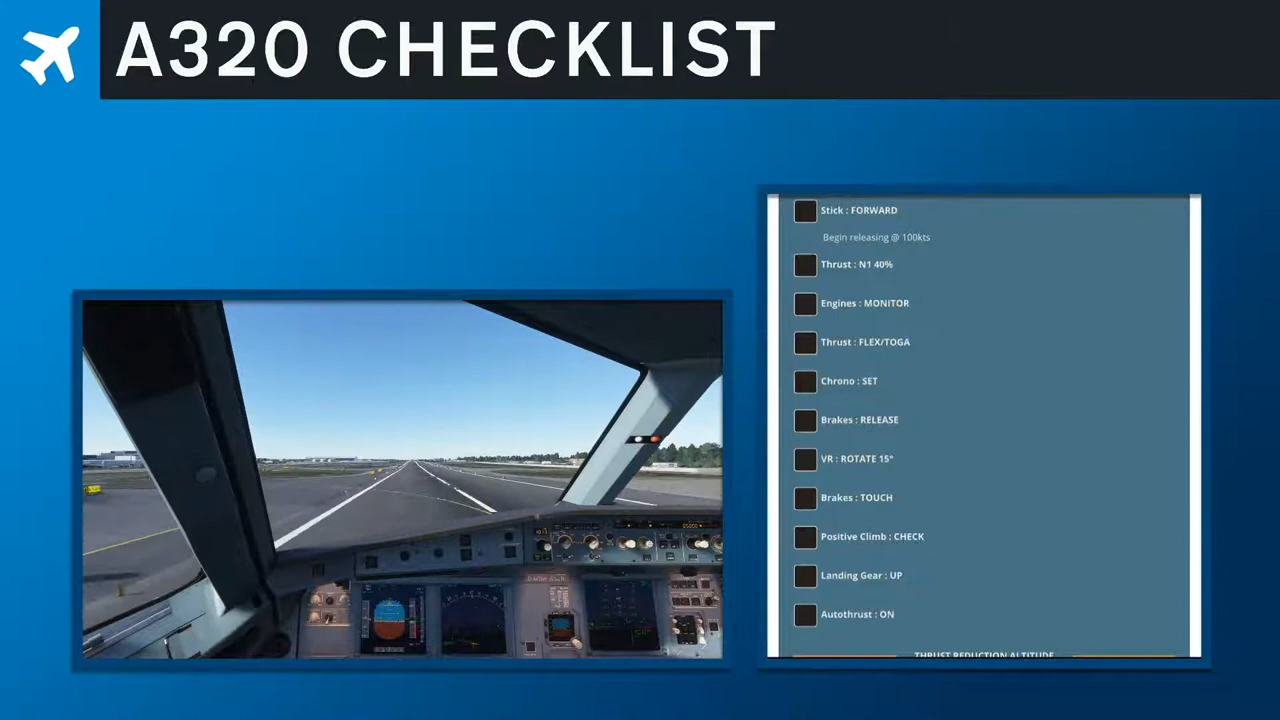 A320 CHECKLIST
Stick : FORWARD
Begin releasing @ 100kts
Thrust : N1 40%
Engines : MONITOR
Thrust : FLEX/TOGA
Chrono : SET
Brakes : RELEASE
VR : ROTATE 15°
Brakes : TOUCH
Positive Climb : CHECK
Landing Gear : UP
Autothrust : ON
THRUST REDUCTION ALTITUDE